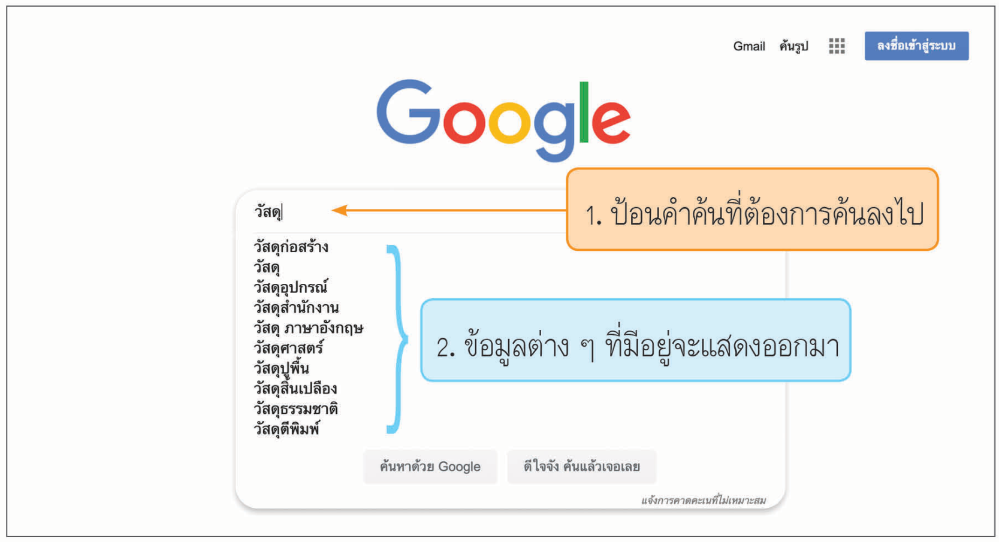 Gmail ค้นรูป ลงชื่อเข้าสู่ระบบ
Google
วัสดุ
1. ป้อนคำค้นที่ต้องการค้นลงไป
วัสดุก่อสร้าง
วัสดุ
วัสดุอุปกรณ์
วัสดุสำนักงาน
วัสดุ ภาษาอังกฤษ
วัสดุศาสตร์
วัสดุปูพื้น
วัสดุสิ้นเปลือง
วัสดุธรรมชาติ
วัสดุตีพิมพ์
2. ข้อมูลต่าง ๆ ที่มีอยู่จะแสดงออกมา
ค้นหาด้วย Google ดีใจจัง ค้นแล้วเจอเลย
แจ้งการคาดคะเนที่ไม่เหมาะสม